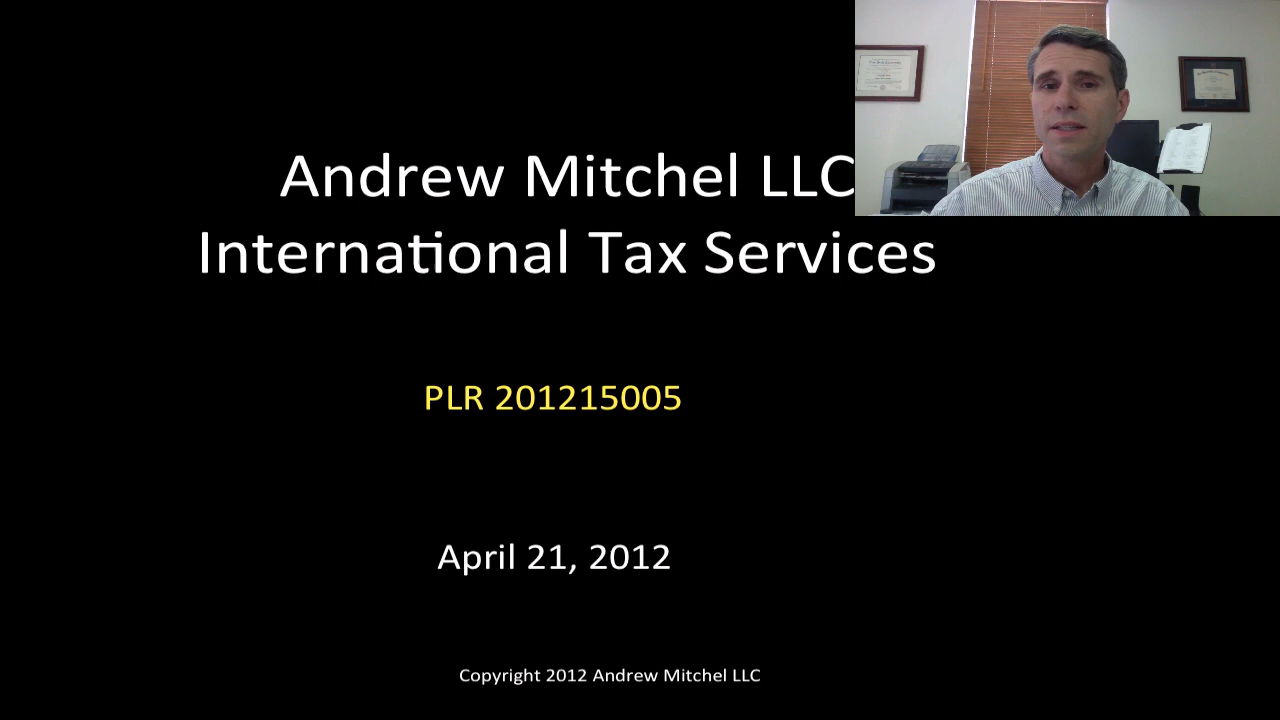 Andrew Mitchel LLC
International Tax Services
PLR 201215005
April 21, 2012
Copyright 2012 Andrew Mitchel LLC